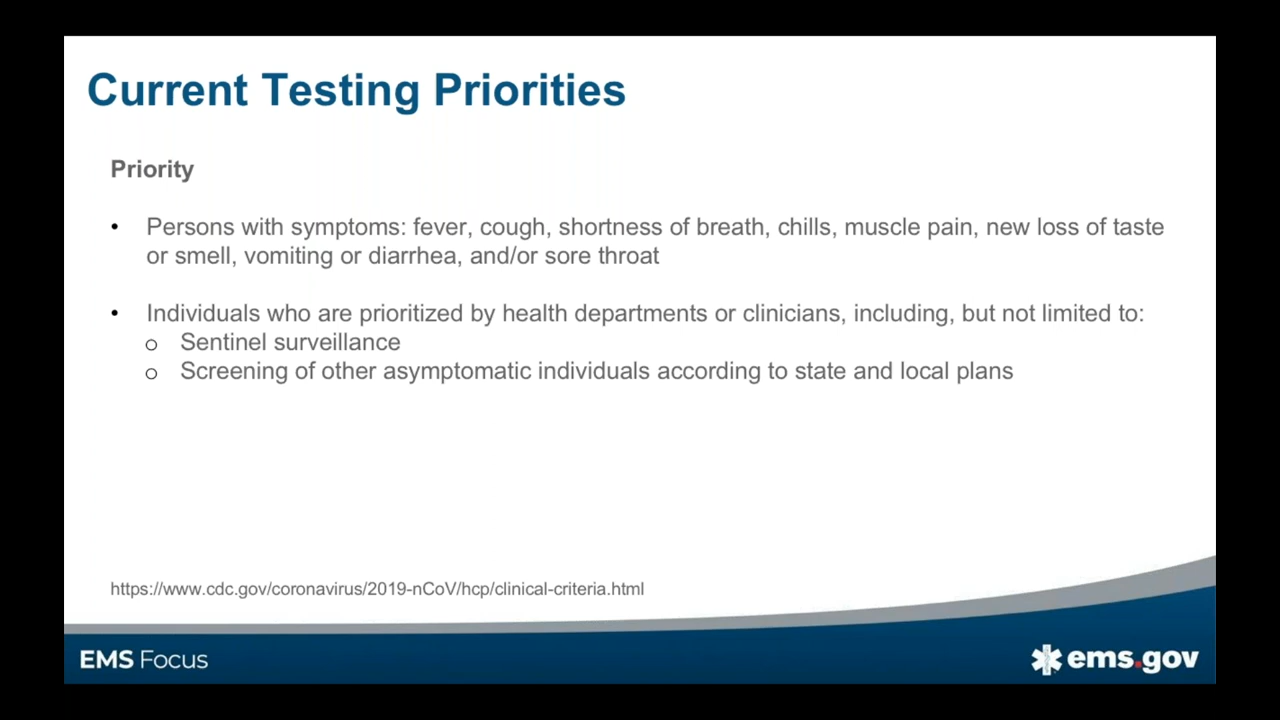 Current Testing Priorities
Priority
• Persons with symptoms: fever, cough, shortness of breath, chills, muscle pain, new loss of taste
or smell, vomiting or diarrhea, and/or sore throat
• Individuals who are prioritized by health departments or clinicians, including, but not limited to:
o Sentinel surveillance
o Screening of other asymptomatic individuals according to state and local plans
https://www.cdc.gov/coronavirus/2019-nCoV/hcp/clinical-criteria.html
EMS Focus
ems.gov